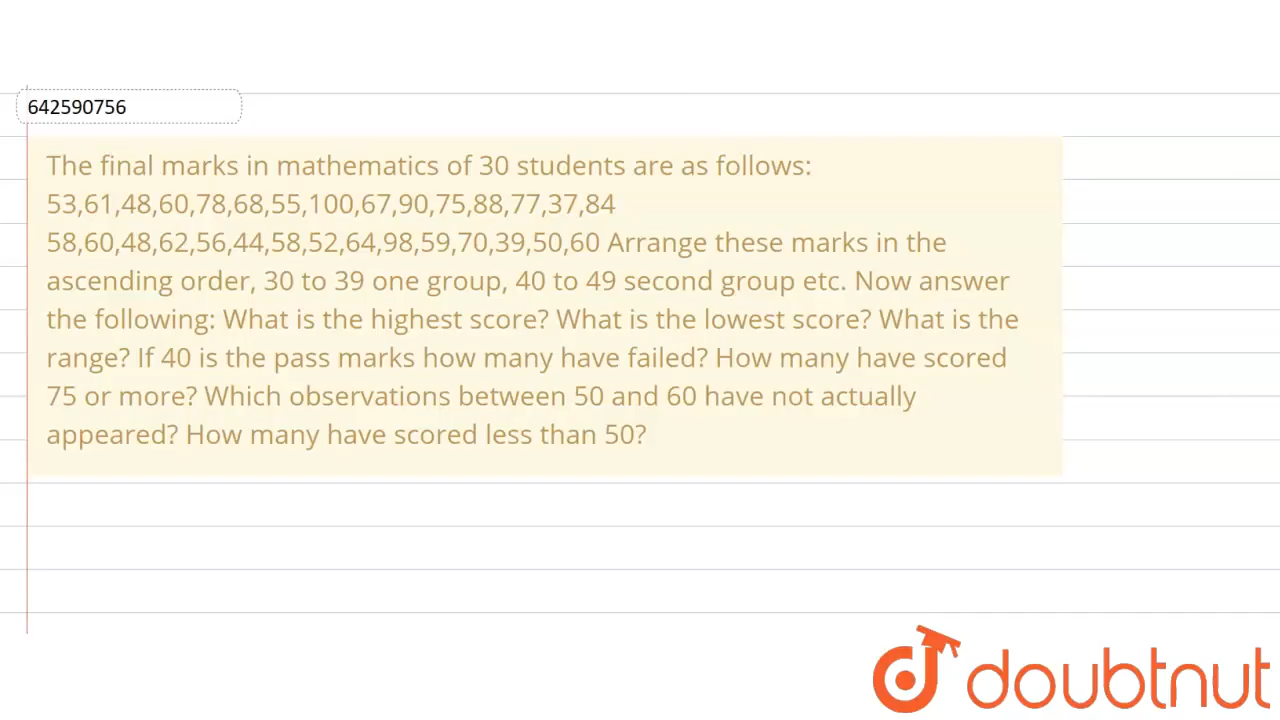 642590756
The final marks in mathematics of 30 students are as follows:
53,61,48,60,78,68,55,100,67,90,75,88,77,37,84
58,60,48,62,56,44,58,52,64,98,59,70,39,50,60 Arrange these marks in the
ascending order, 30 to 39 one group, 40 to 49 second group etc. Now answer
the following: What is the highest score? What is the lowest score? What is the
range? If 40 is the pass marks how many have failed? How many have scored
75 or more? Which observations between 50 and 60 have not actually
appeared? How many have scored less than 50?
doubtnut